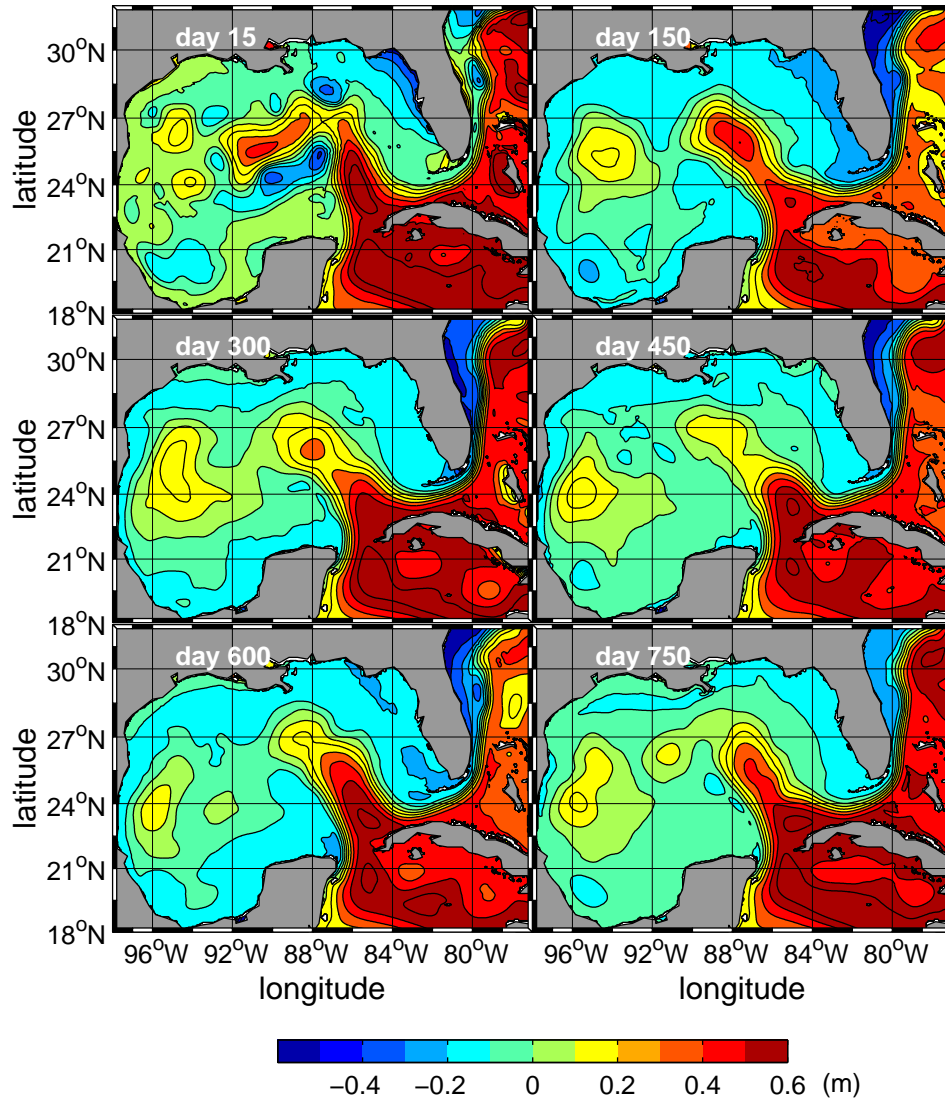 30°N
day 15
day 150
27°N
latitude
24°N
21°N
18°N
30°N
day 300
day 450
27°N
latitude
24°N
21°N
18°N
30°N
day 600
day 750
27°N
latitude
24°N
21°N
18°N
96°W 92°W 88°W 84°W 80°W 96°W 92°W 88°W 84°W 80°W
longitude longitude
−0.4 −0.2 0 0.2 0.4 0.6 (m)